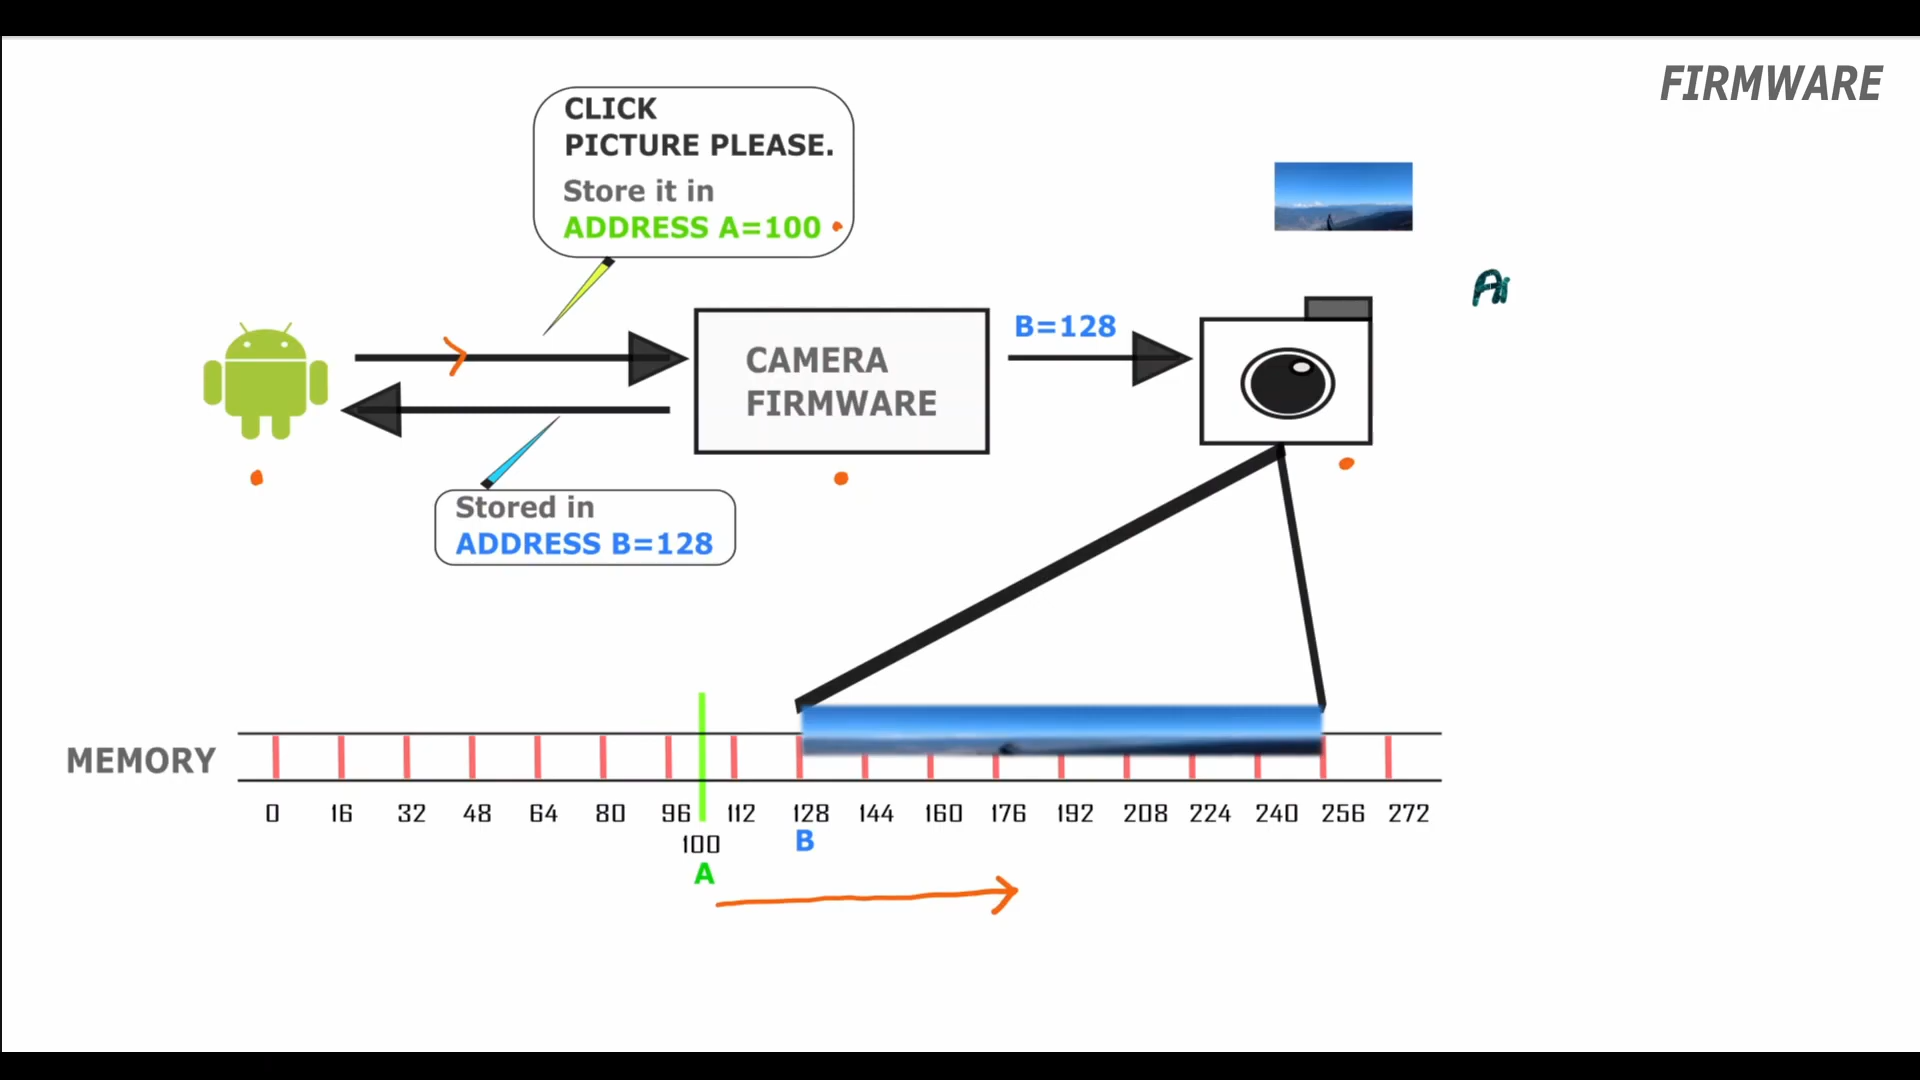 FIRMWARE
CLICK
PICTURE PLEASE.
Store it in
ADDRESS A=100
Ai
B=128
CAMERA
FIRMWARE
Stored in
ADDRESS B=128
MEMORY
0 16 32 48 64 80 96 112 128 144 160 176 192 208 224 240 256 272
100 B
A